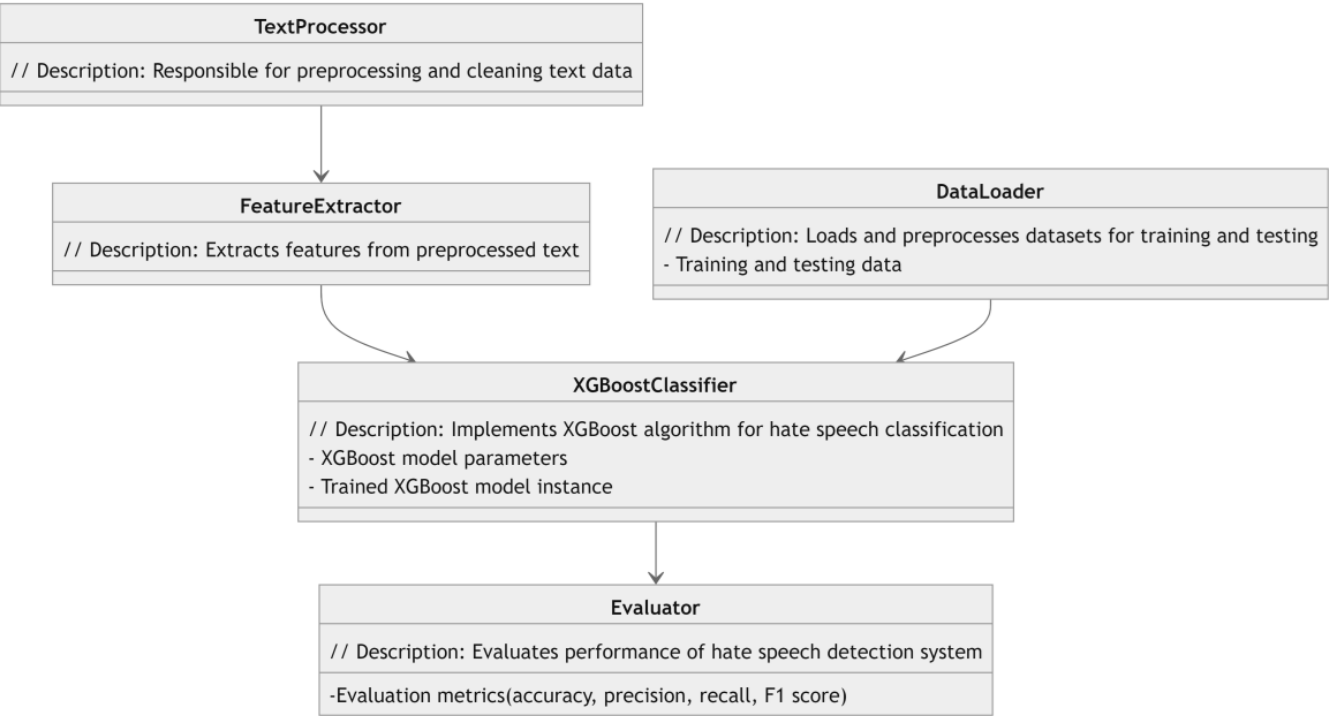 TextProcessor
// Description: Responsible for preprocessing and cleaning text data
FeatureExtractor
// Description: Extracts features from preprocessed text
DataLoader
// Description: Loads and preprocesses datasets for training and testing
- Training and testing data
XGBoostClassifier
// Description: Implements XGBoost algorithm for hate speech classification
- XGBoost model parameters
- Trained XGBoost model instance
Evaluator
// Description: Evaluates performance of hate speech detection system
-Evaluation metrics(accuracy, precision, recall, F1 score)